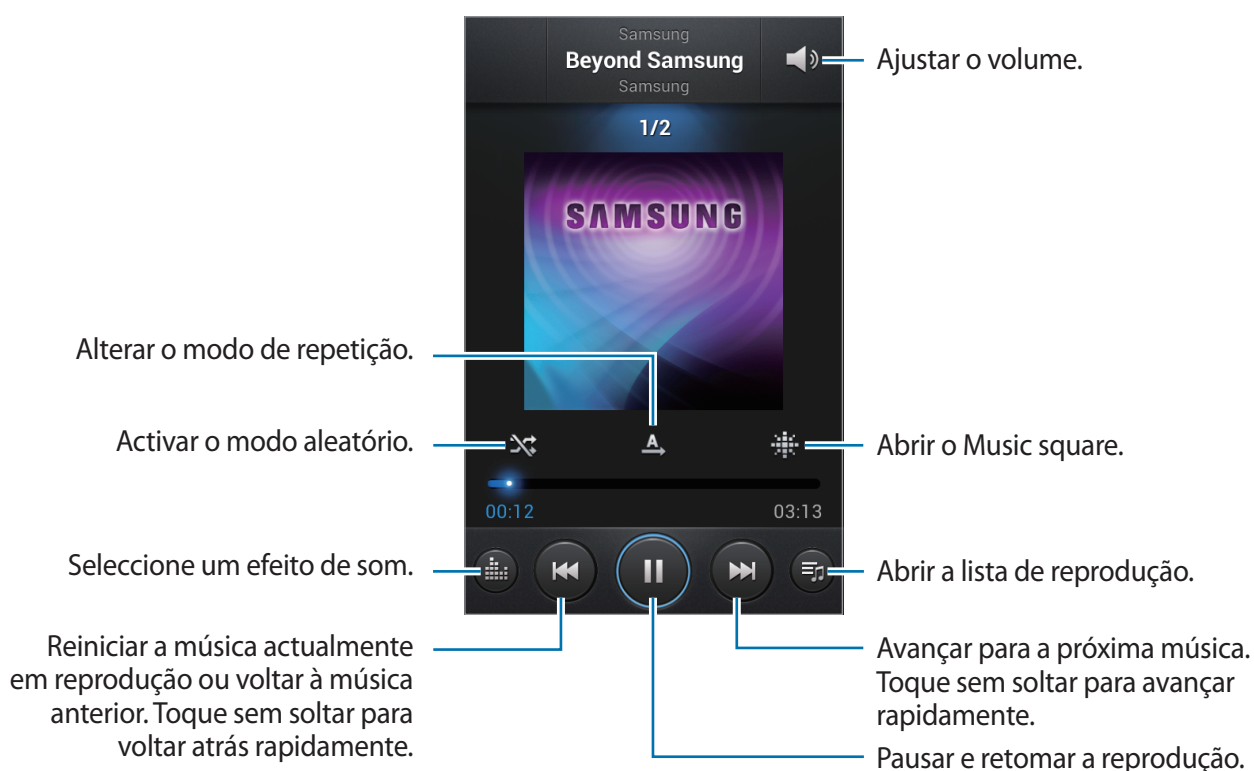 Samsung
Beyond Samsung
Samsung
Ajustar o volume.
1/2
SAMSUNG
Alterar o modo de repetição.
A
Activar o modo aleatório.
Abrir o Music square.
00:12
03:13
Seleccione um efeito de som.
Abrir a lista de reprodução.
Reiniciar a música actualmente
em reprodução ou voltar à música
anterior. Toque sem soltar para
voltar atrás rapidamente.
Avançar para a próxima música.
Toque sem soltar para avançar
rapidamente.
Pausar e retomar a reprodução.